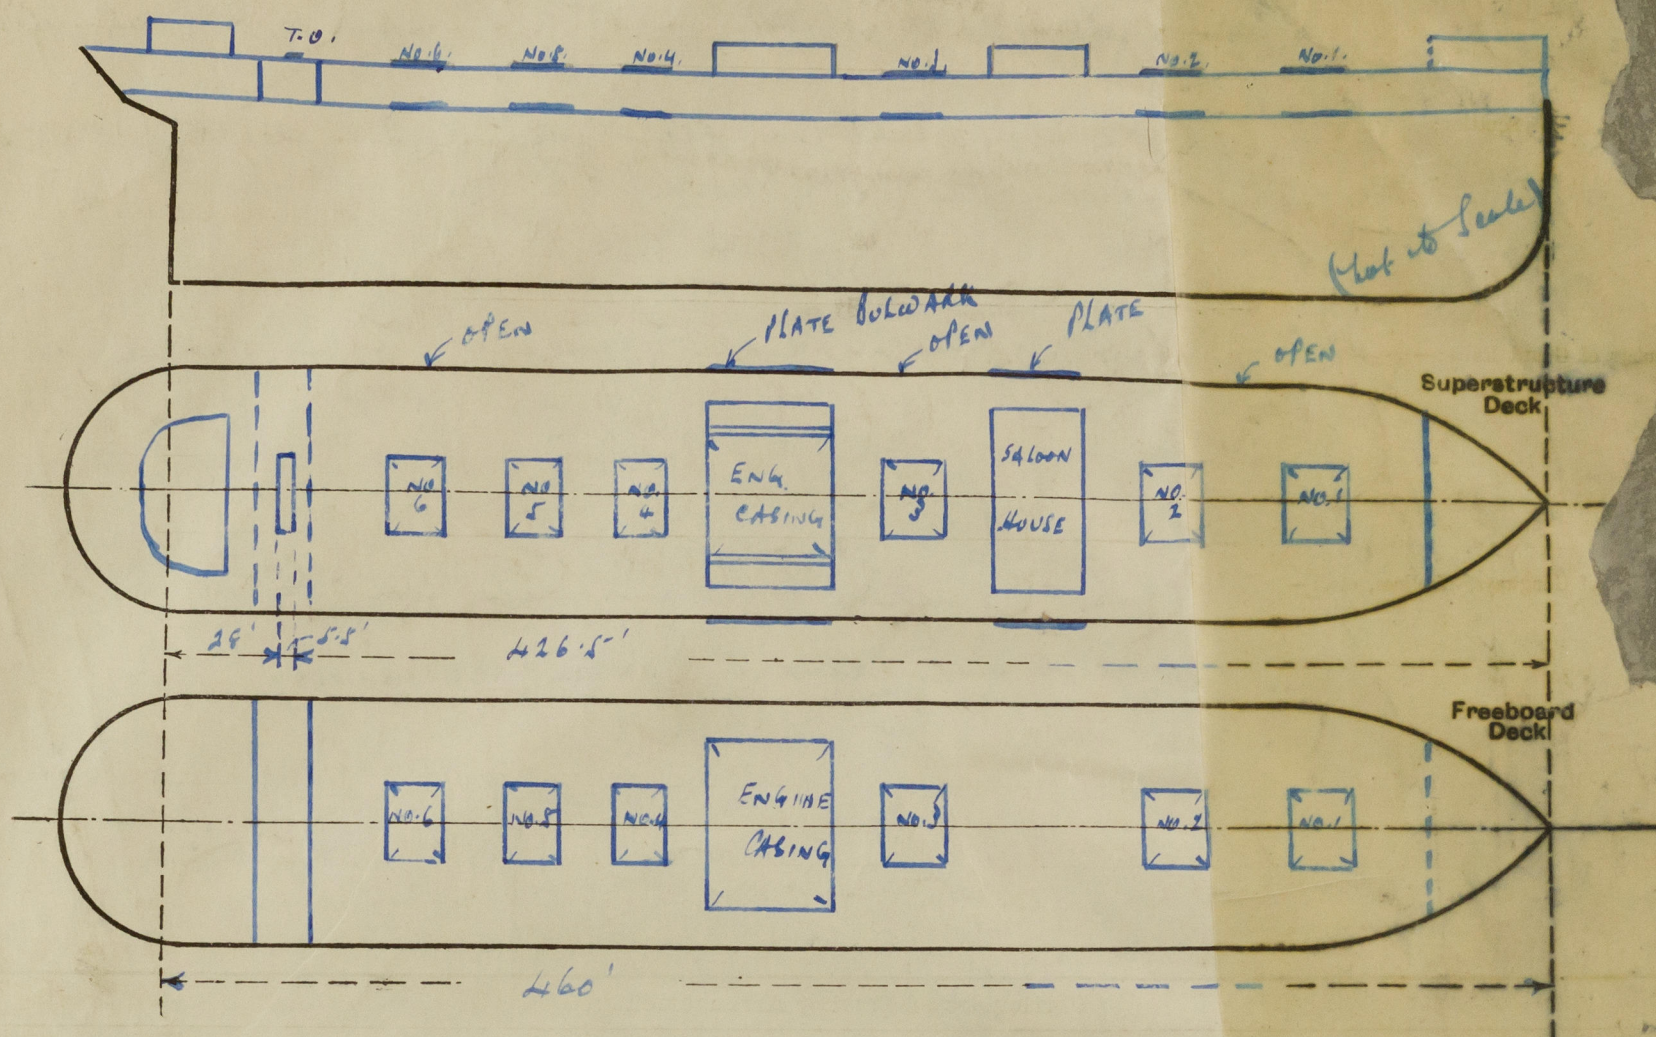 T.O.
NO.6. NO.5. NO.4. NO.3. NO.2. NO.1.
(Not to Scale)
OPEN PLATE BULWARK OPEN PLATE OPEN
Superstructure
Deck
NO 6
NO 5
NO. 4
ENG.
CASING
NO. 3
SALOON
HOUSE
NO. 2
NO.1
28' 5.5' 426.5'
Freeboard
Deck
NO.6 NO.5 NO.4
ENGINE
CASING
NO.3 NO.2 NO.1
460'